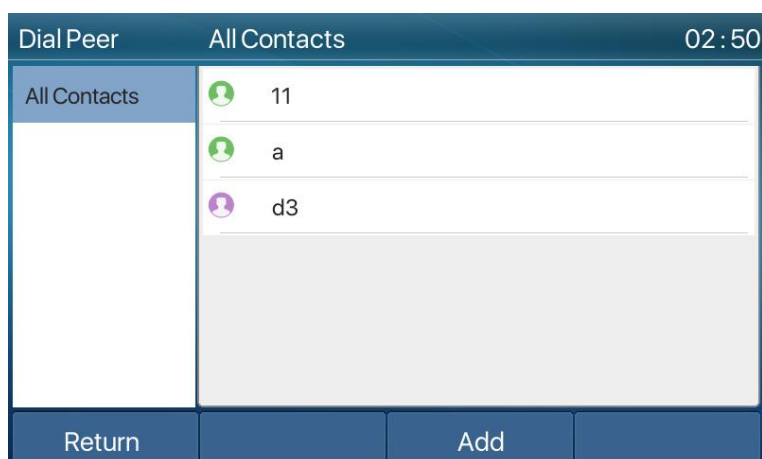 Dial Peer
All Contacts
02:50
All Contacts
11
a
d3
Return
Add